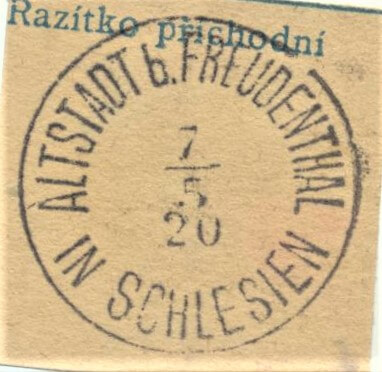 Razítko příchodní
ALTSTADT b. FREUDENTHAL
7
5
20
IN SCHLESIEN